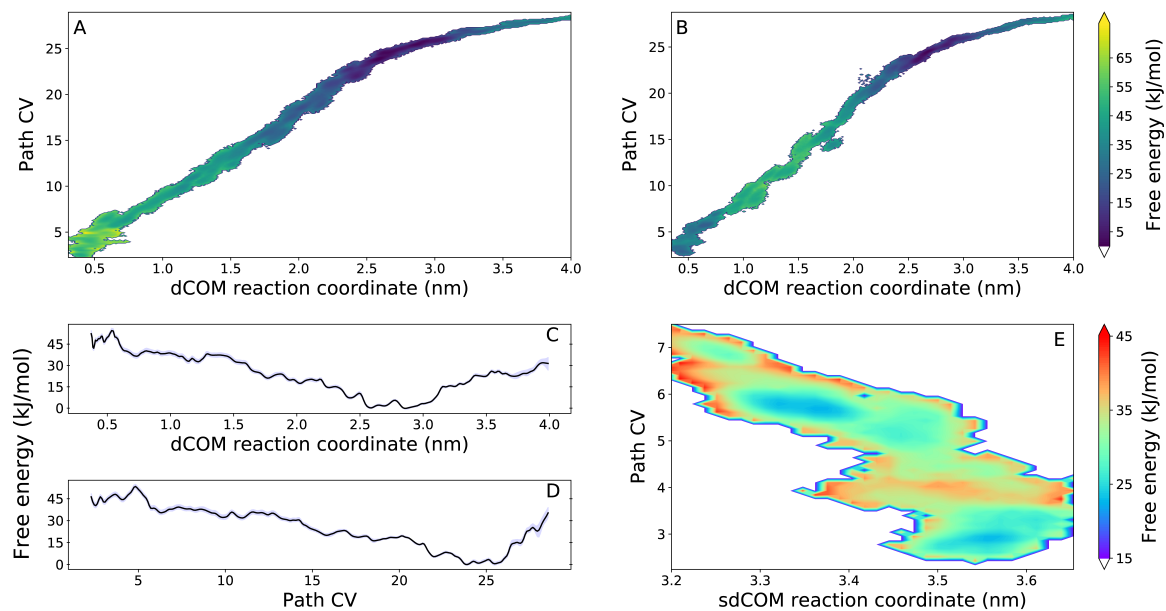 A
25
20
15
10
5
Path CV
0.5 1.0 1.5 2.0 2.5 3.0 3.5 4.0
dCOM reaction coordinate (nm)
B
25
20
15
10
5
Path CV
0.5 1.0 1.5 2.0 2.5 3.0 3.5 4.0
dCOM reaction coordinate (nm)
65
55
45
35
25
15
5
Free energy (kJ/mol)
C
45
30
15
0
0.5 1.0 1.5 2.0 2.5 3.0 3.5 4.0
dCOM reaction coordinate (nm)
Free energy (kJ/mol)
D
45
30
15
0
5 10 15 20 25
Path CV
E
7
6
5
4
3
Path CV
3.2 3.3 3.4 3.5 3.6
sdCOM reaction coordinate (nm)
45
35
25
15
Free energy (kJ/mol)